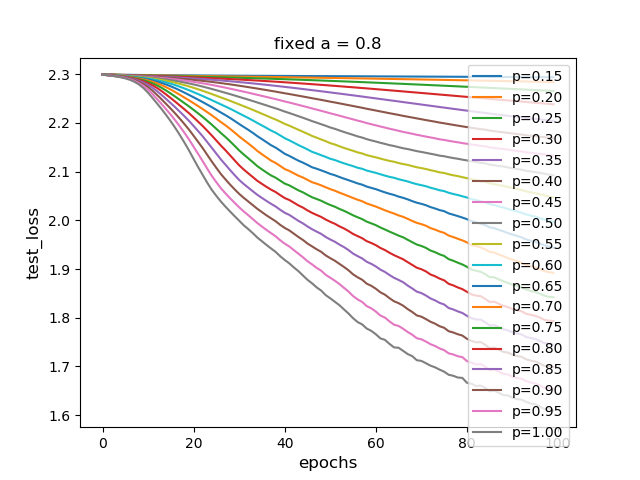 fixed a = 0.8
test_loss
2.3
2.2
2.1
2.0
1.9
1.8
1.7
1.6
0
20
40
60
80
100
epochs
p=0.15
p=0.20
p=0.25
p=0.30
p=0.35
p=0.40
p=0.45
p=0.50
p=0.55
p=0.60
p=0.65
p=0.70
p=0.75
p=0.80
p=0.85
p=0.90
p=0.95
p=1.00